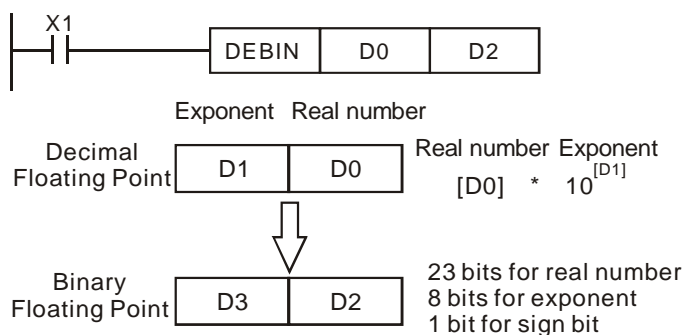 X1
DEBIN D0 D2
Exponent Real number
Decimal Floating Point D1 D0 Real number Exponent
[D0] * 10[D1]
Binary Floating Point D3 D2
23 bits for real number
8 bits for exponent
1 bit for sign bit